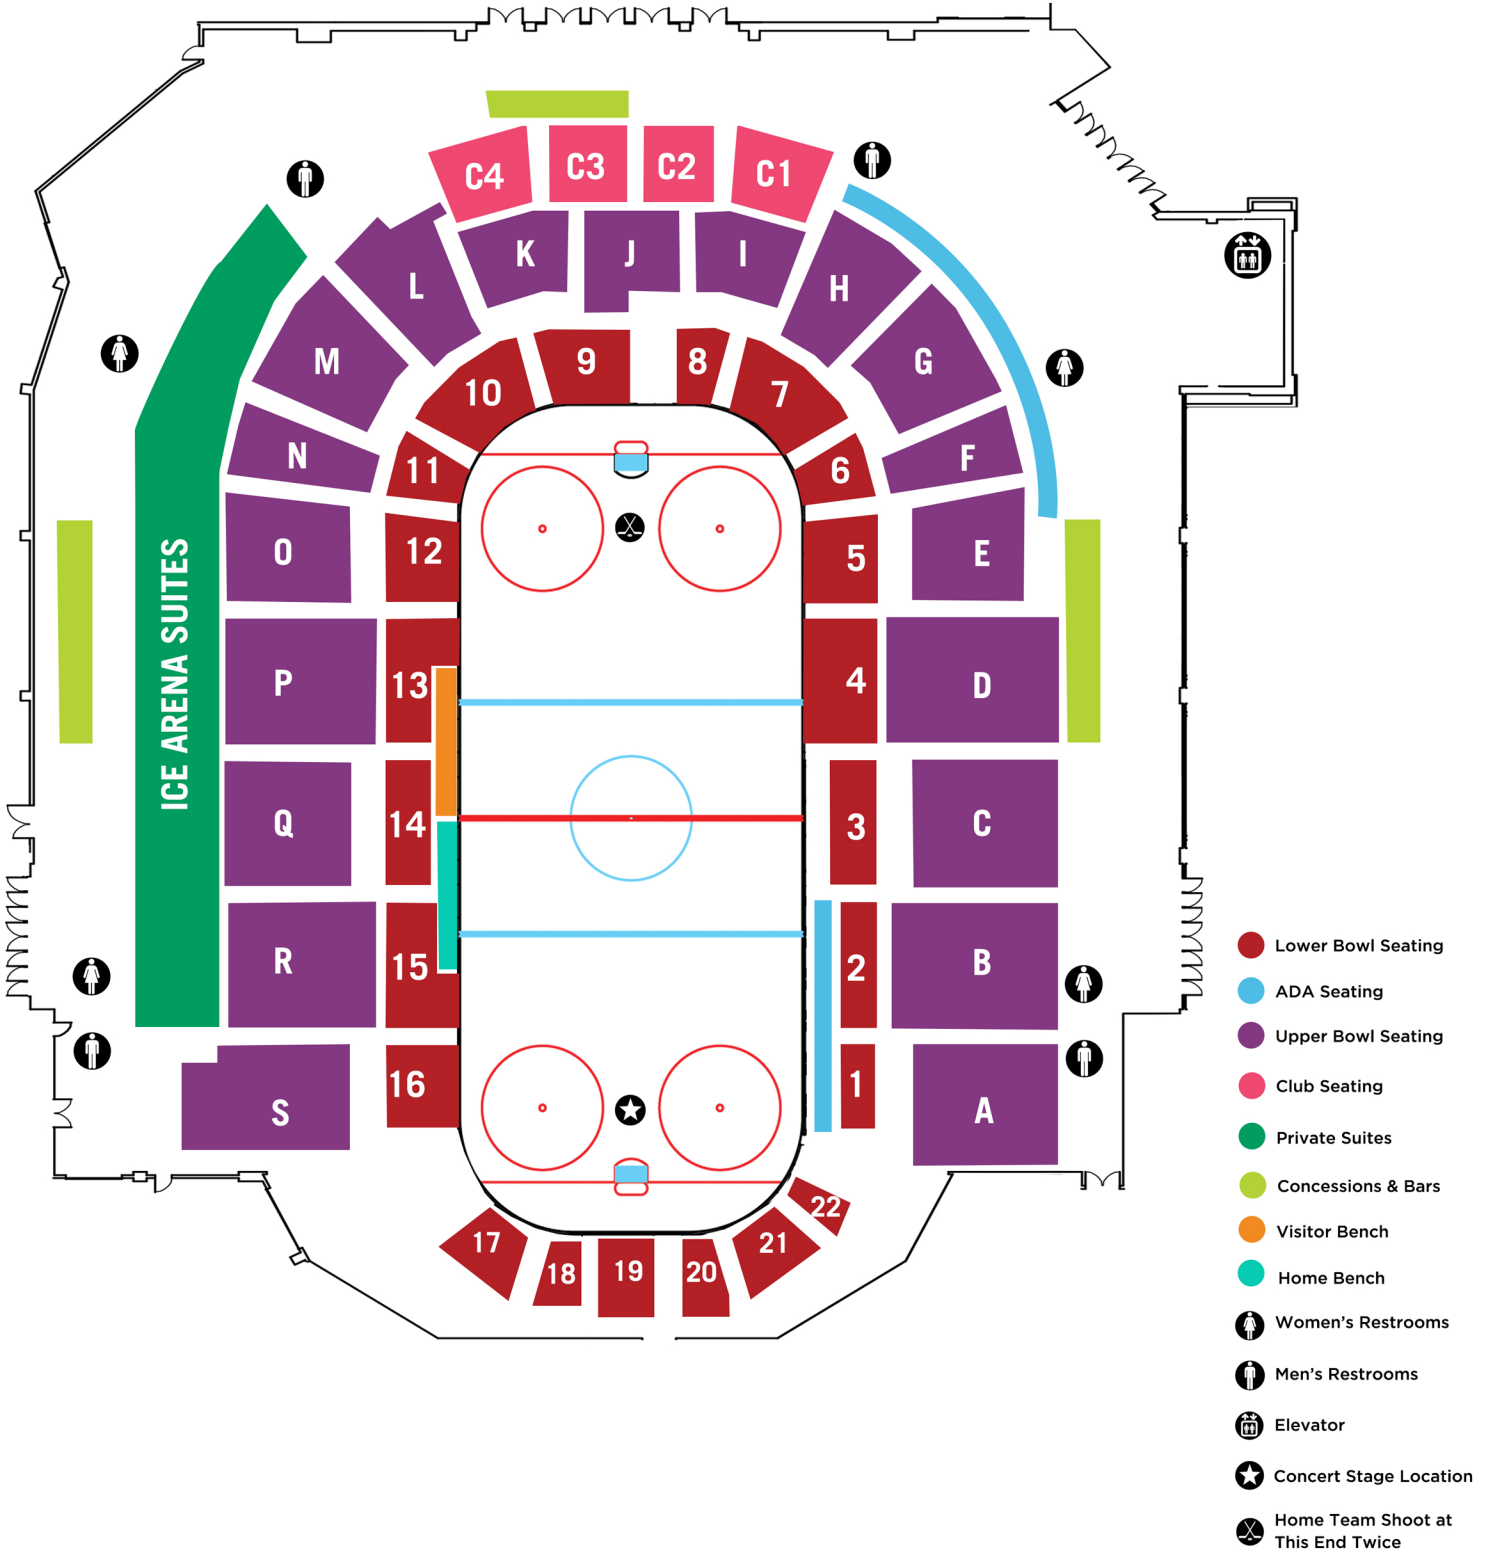 C4
C3
C2
C1
K
J
I
L
H
M
G
N
F
O
E
P
D
Q
C
R
B
S
A
9
8
10
7
11
6
12
5
13
4
14
3
15
2
16
1
17
18
19
20
21
22
ICE ARENA SUITES
Lower Bowl Seating
ADA Seating
Upper Bowl Seating
Club Seating
Private Suites
Concessions & Bars
Visitor Bench
Home Bench
Women's Restrooms
Men's Restrooms
Elevator
Concert Stage Location
Home Team Shoot at
This End Twice